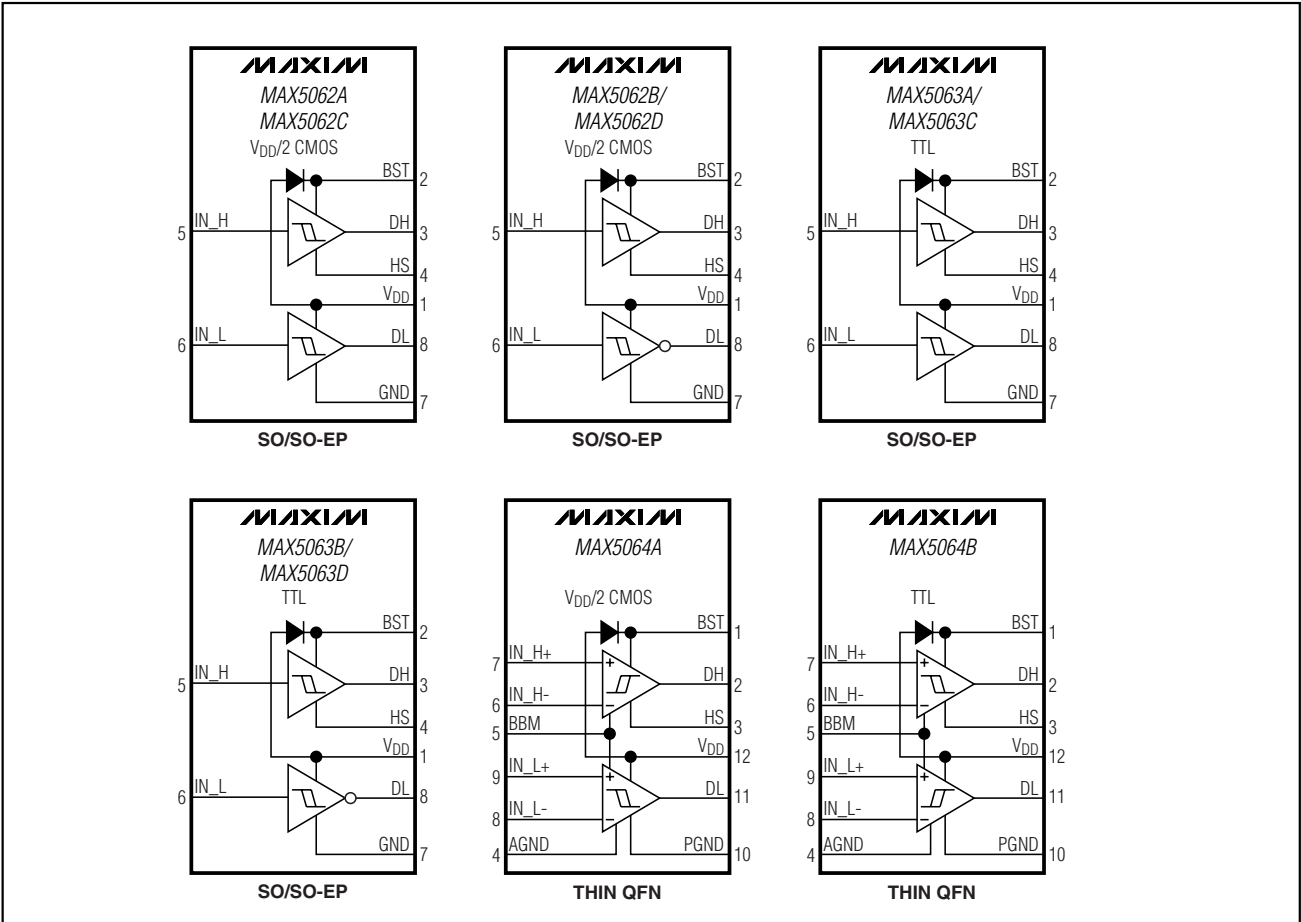 MAXIM
MAX5062A
MAX5062C
VDD/2 CMOS
BST
2
IN_H
5
DH
3
HS
4
VDD
1
IN_L
6
DL
8
GND
7
SO/SO-EP
MAXIM
MAX5062B/
MAX5062D
VDD/2 CMOS
BST
2
IN_H
5
DH
3
HS
4
VDD
1
IN_L
6
DL
8
GND
7
SO/SO-EP
MAXIM
MAX5063A/
MAX5063C
TTL
BST
2
IN_H
5
DH
3
HS
4
VDD
1
IN_L
6
DL
8
GND
7
SO/SO-EP
MAXIM
MAX5063B/
MAX5063D
TTL
BST
2
IN_H
5
DH
3
HS
4
VDD
1
IN_L
6
DL
8
GND
7
SO/SO-EP
MAXIM
MAX5064A
VDD/2 CMOS
BST
1
IN_H+
7
+
DH
2
IN_H-
6
−
HS
3
BBM
5
VDD
12
IN_L+
9
+
DL
11
IN_L-
8
−
AGND
4
PGND
10
THIN QFN
MAXIM
MAX5064B
TTL
BST
1
IN_H+
7
+
DH
2
IN_H-
6
−
HS
3
BBM
5
VDD
12
IN_L+
9
+
DL
11
IN_L-
8
−
AGND
4
PGND
10
THIN QFN